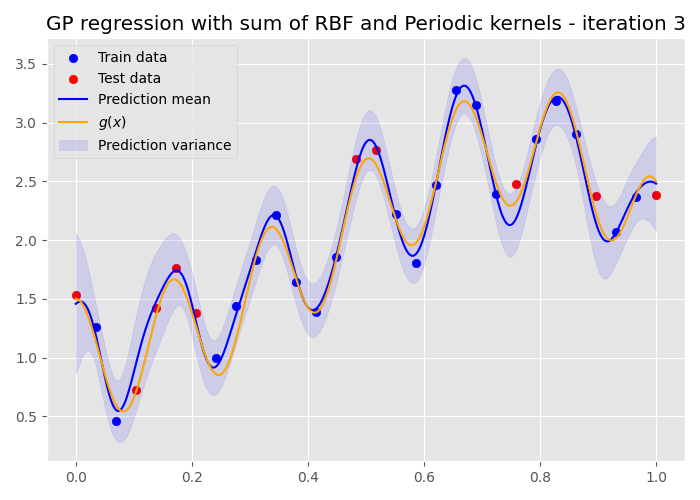 GP regression with sum of RBF and Periodic kernels - iteration 3
Train data
Test data
Prediction mean
g(x)
Prediction variance
3.5
3.0
2.5
2.0
1.5
1.0
0.5
0.0 0.2 0.4 0.6 0.8 1.0